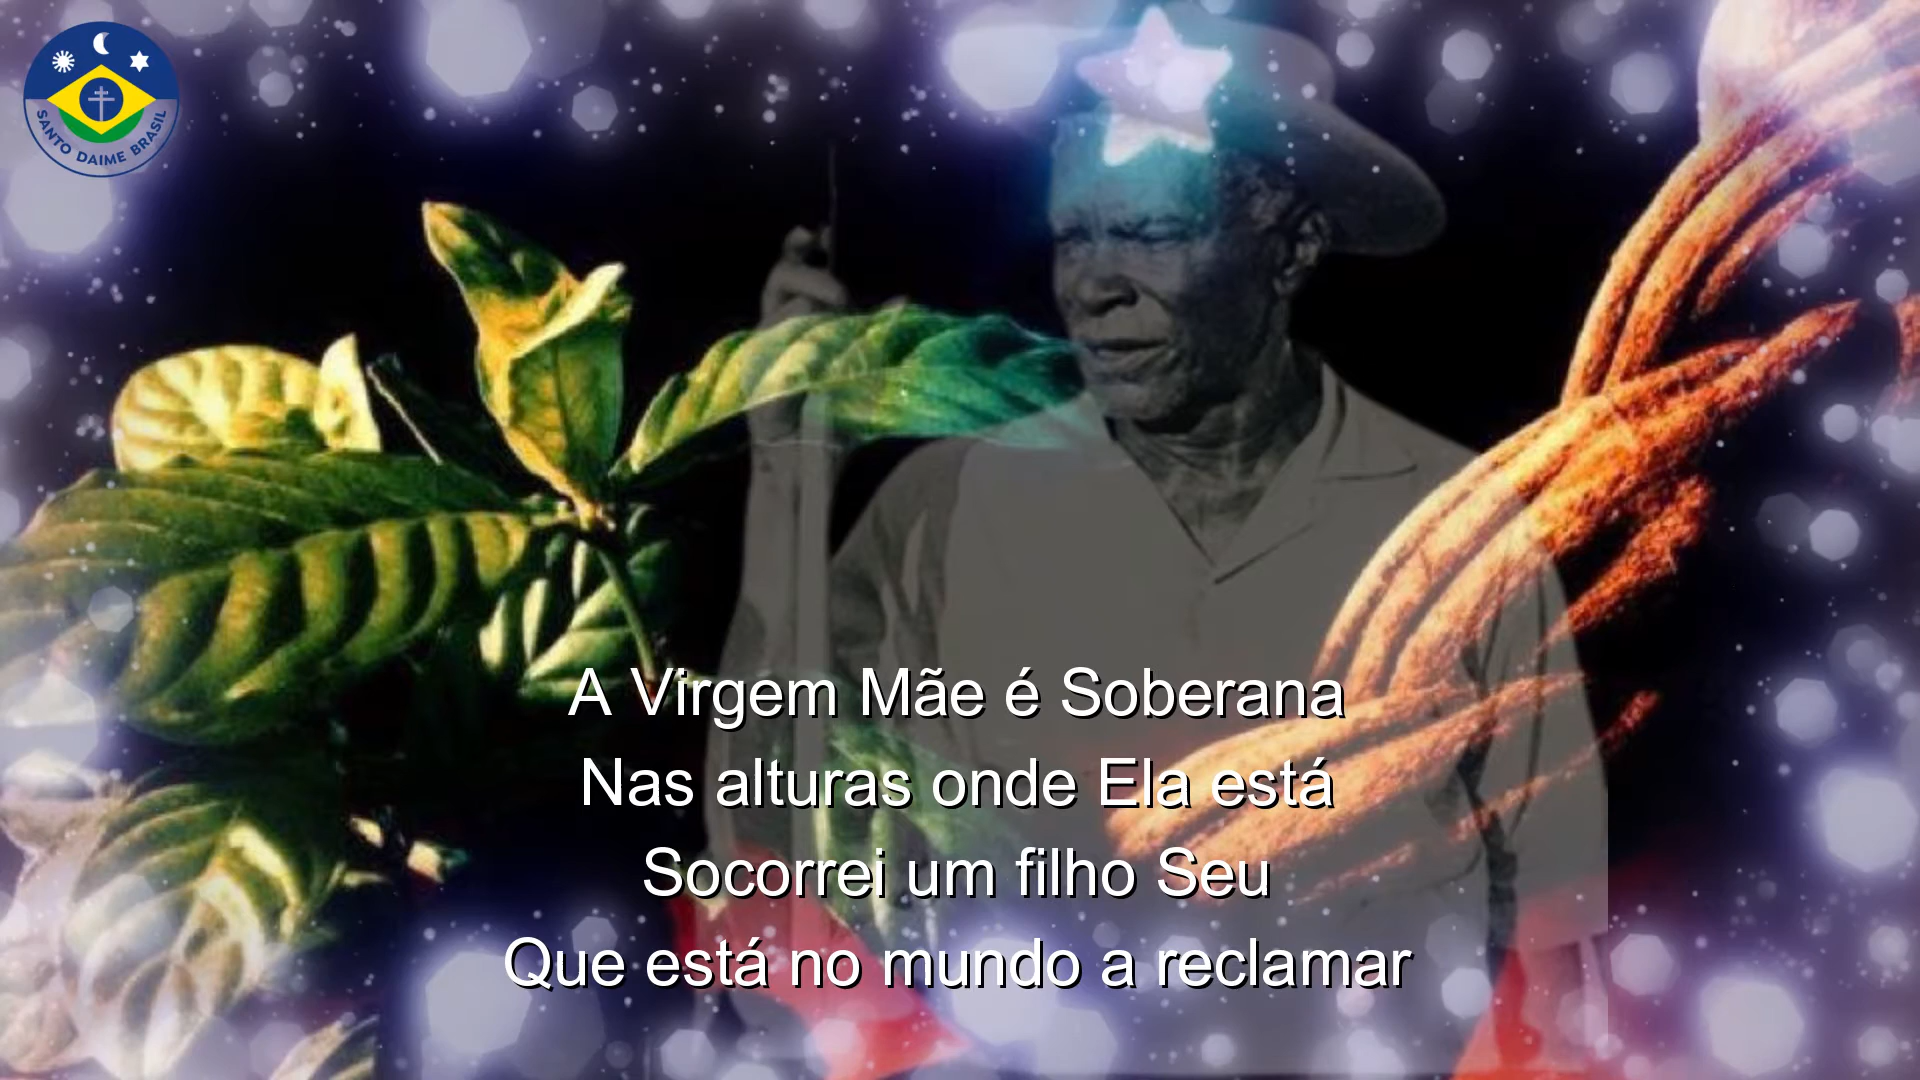 SANTO DAIME BRASIL
A Virgem Mãe é Soberana
Nas alturas onde Ela está
Socorrei um filho Seu
Que está no mundo a reclamar